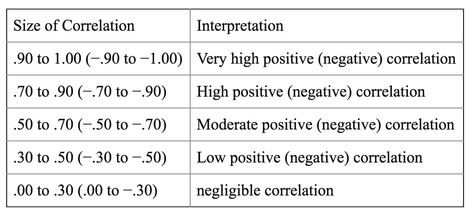 Size of Correlation Interpretation
.90 to 1.00 (−.90 to −1.00) Very high positive (negative) correlation
.70 to .90 (−.70 to −.90) High positive (negative) correlation
.50 to .70 (−.50 to −.70) Moderate positive (negative) correlation
.30 to .50 (−.30 to −.50) Low positive (negative) correlation
.00 to .30 (.00 to −.30) negligible correlation